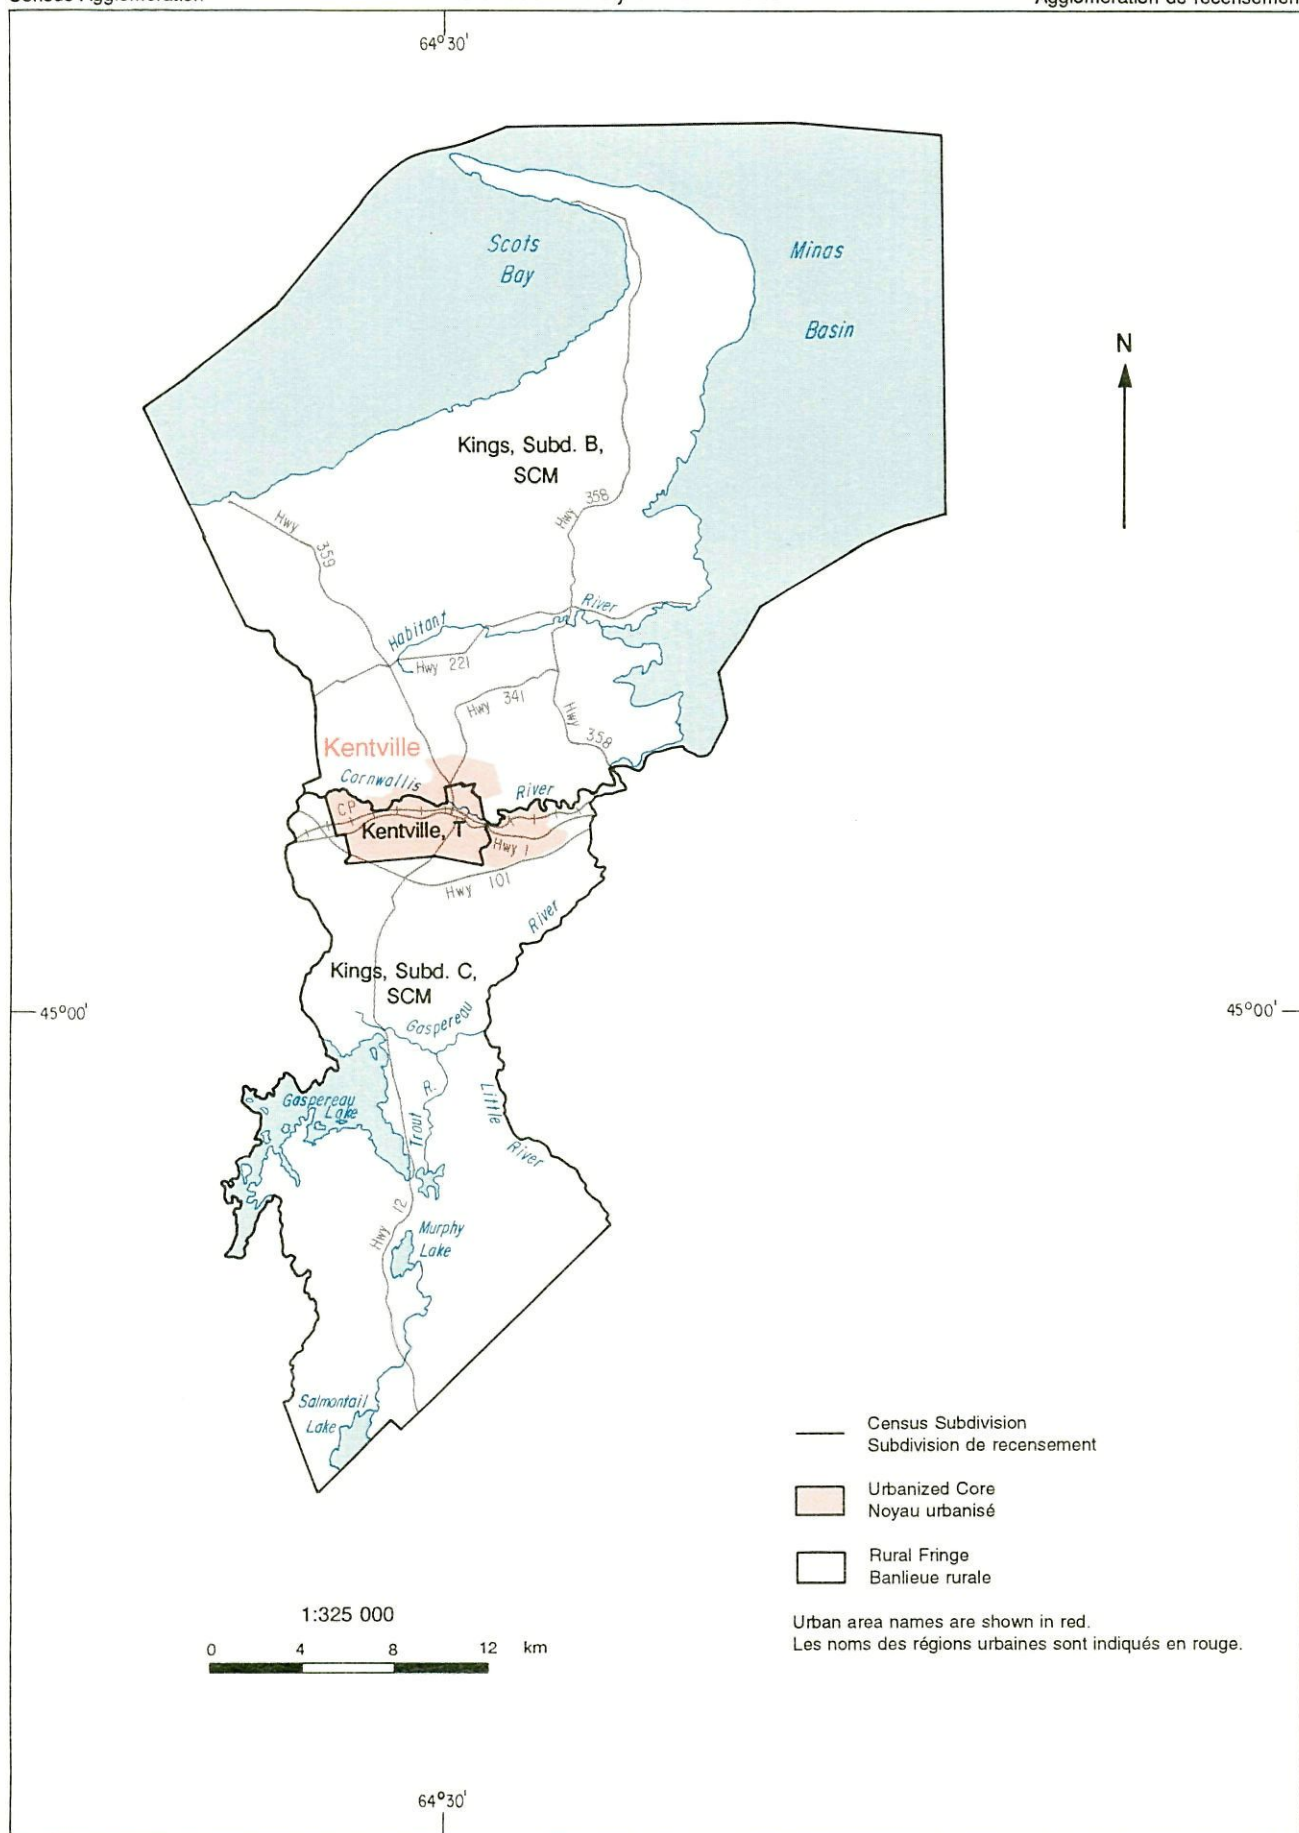 Census Agglomeration
Agglomération de recensement
64°30'
Scots
Bay
Minas
Basin
N
Kings, Subd. B,
SCM
Hwy 358
Hwy 359
Habitant River
Hwy 221
Hwy 341
Hwy 358
Kentville
Cornwallis River
CP
Kentville, T
Hwy 1
Hwy 101
River
Kings, Subd. C,
SCM
45°00'
45°00'
Gaspereau
Gaspereau
Lake
Trout R.
Little River
Hwy 12
Murphy
Lake
Salmontail
Lake
Census Subdivision
Subdivision de recensement
Urbanized Core
Noyau urbanisé
Rural Fringe
Banlieue rurale
Urban area names are shown in red.
Les noms des régions urbaines sont indiqués en rouge.
1:325 000
0 4 8 12 km
64°30'